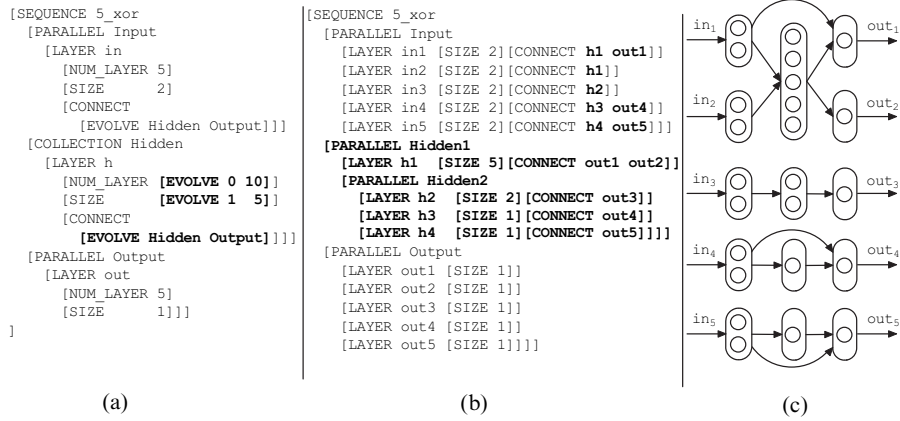 [SEQUENCE 5_xor
[PARALLEL Input
[LAYER in
[NUM_LAYER 5]
[SIZE 2]
[CONNECT
[EVOLVE Hidden Output]]]
[COLLECTION Hidden
[LAYER h
[NUM_LAYER [EVOLVE 0 10]]
[SIZE [EVOLVE 1 5]]
[CONNECT
[EVOLVE Hidden Output]]]]
[PARALLEL Output
[LAYER out
[NUM_LAYER 5]
[SIZE 1]]]
]
(a)
[SEQUENCE 5_xor
[PARALLEL Input
[LAYER in1 [SIZE 2][CONNECT h1 out1]]
[LAYER in2 [SIZE 2][CONNECT h1]]
[LAYER in3 [SIZE 2][CONNECT h2]]
[LAYER in4 [SIZE 2][CONNECT h3 out4]]
[LAYER in5 [SIZE 2][CONNECT h4 out5]]]
[PARALLEL Hidden1
[LAYER h1 [SIZE 5][CONNECT out1 out2]]
[PARALLEL Hidden2
[LAYER h2 [SIZE 2][CONNECT out3]]
[LAYER h3 [SIZE 1][CONNECT out4]]
[LAYER h4 [SIZE 1][CONNECT out5]]]]
[PARALLEL Output
[LAYER out1 [SIZE 1]]
[LAYER out2 [SIZE 1]]
[LAYER out3 [SIZE 1]]
[LAYER out4 [SIZE 1]]
[LAYER out5 [SIZE 1]]]]
(b)
in1 out1
in2 out2
in3 out3
in4 out4
in5 out5
(c)